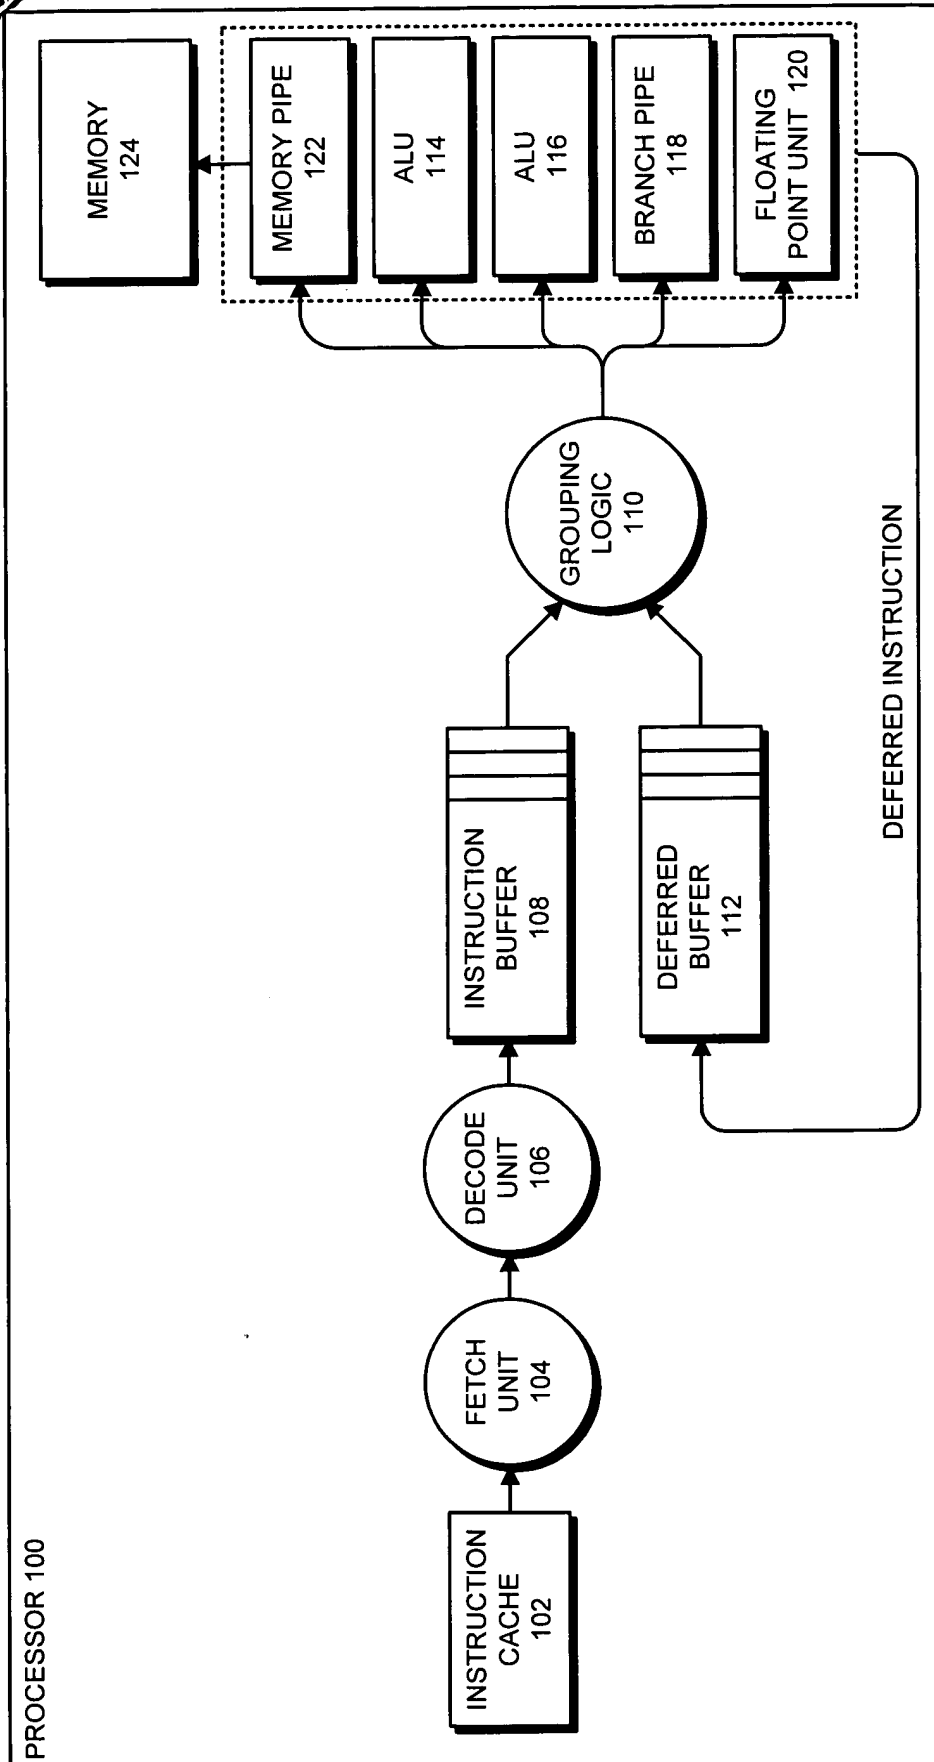 PROCESSOR 100
MEMORY
124
MEMORY PIPE
122
ALU
114
ALU
116
BRANCH PIPE
118
FLOATING
POINT UNIT 120
INSTRUCTION
CACHE
102
FETCH
UNIT
104
DECODE
UNIT
106
INSTRUCTION
BUFFER
108
DEFERRED
BUFFER
112
GROUPING
LOGIC
110
DEFERRED INSTRUCTION